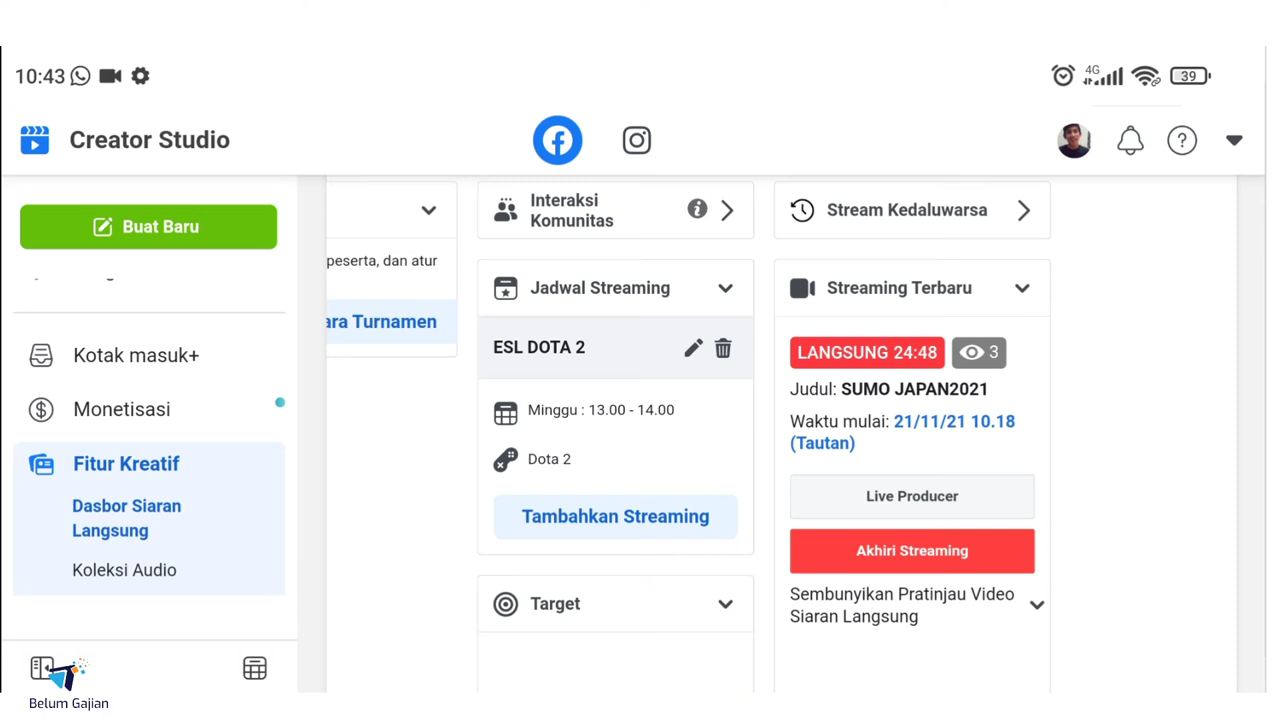 10:43
4G
39
Creator Studio
Buat Baru
Kotak masuk+
Monetisasi
Fitur Kreatif
Dasbor Siaran
Langsung
Koleksi Audio
Belum Gajian
peserta, dan atur
ara Turnamen
Interaksi
Komunitas
Jadwal Streaming
ESL DOTA 2
Minggu : 13.00 - 14.00
Dota 2
Tambahkan Streaming
Target
Stream Kedaluwarsa
Streaming Terbaru
LANGSUNG 24:48
3
Judul: SUMO JAPAN2021
Waktu mulai: 21/11/21 10.18
(Tautan)
Live Producer
Akhiri Streaming
Sembunyikan Pratinjau Video
Siaran Langsung